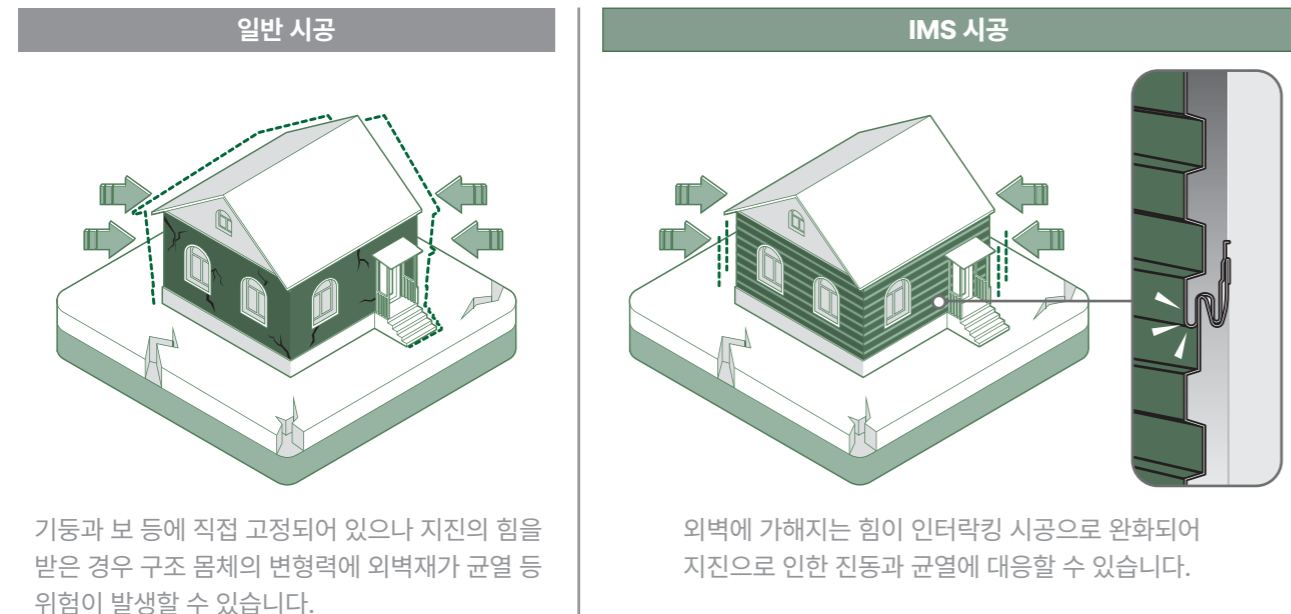 일반 시공
기둥과 보 등에 직접 고정되어 있으나 지진의 힘을
받은 경우 구조 몸체의 변형력에 외벽재가 균열 등
위험이 발생할 수 있습니다.
IMS 시공
외벽에 가해지는 힘이 인터락킹 시공으로 완화되어
지진으로 인한 진동과 균열에 대응할 수 있습니다.